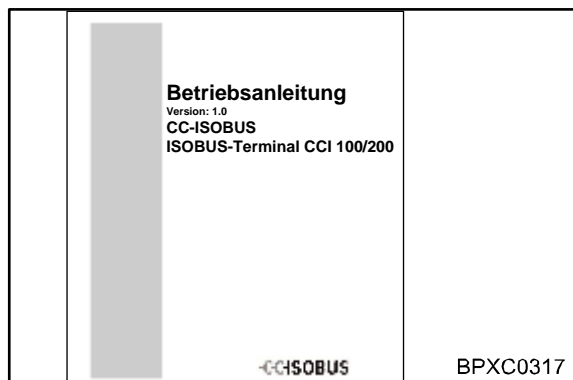 Betriebsanleitung
Version: 1.0
CC-ISOBUS
ISOBUS-Terminal CCI 100/200
CCISOBUS
BPXC0317